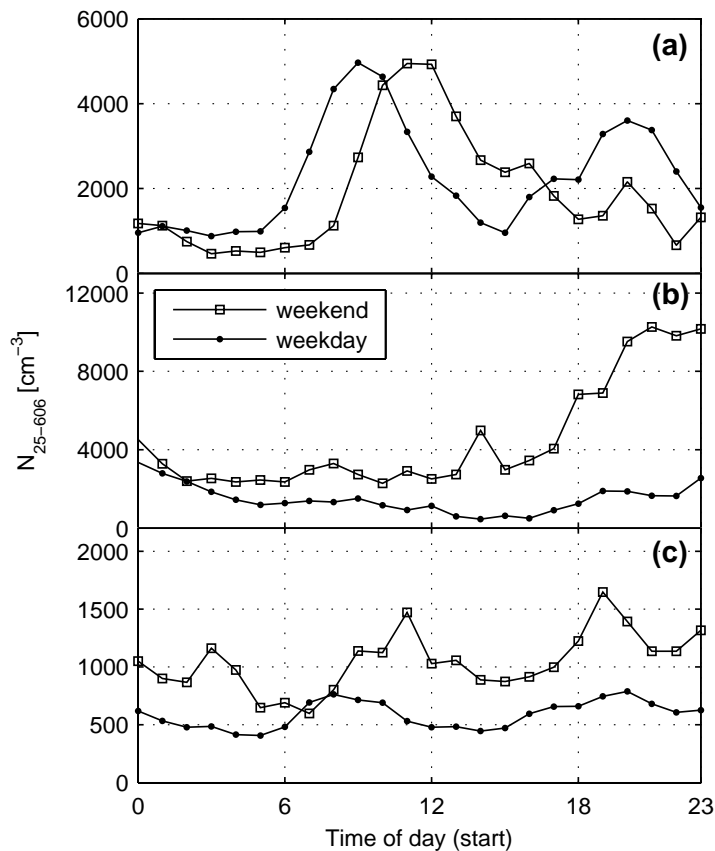 6000
(a)
4000
2000
0
12000
(b)
weekend
weekday
8000
4000
0
N25−606 [cm−3]
2000
(c)
1500
1000
500
0
0 6 12 18 23
Time of day (start)